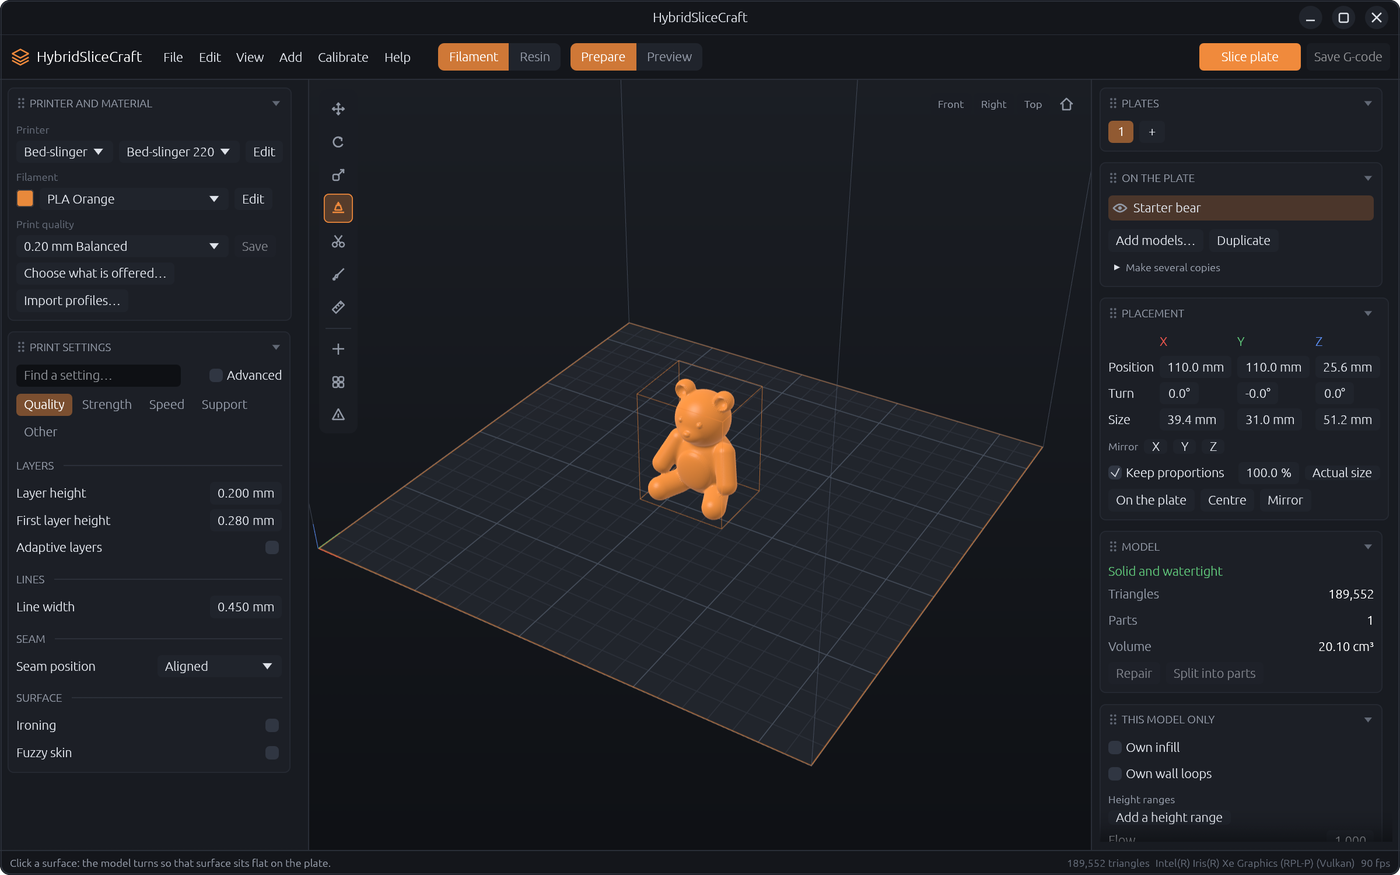 HybridSliceCraft
HybridSliceCraft File Edit View Add Calibrate Help Filament Resin Prepare Preview Slice plate Save G-code
PRINTER AND MATERIAL
Printer
Bed-slinger Bed-slinger 220 Edit
Filament
PLA Orange Edit
Print quality
0.20 mm Balanced Save
Choose what is offered...
Import profiles...
PRINT SETTINGS
Find a setting... Advanced
Quality Strength Speed Support
Other
LAYERS
Layer height 0.200 mm
First layer height 0.280 mm
Adaptive layers
LINES
Line width 0.450 mm
SEAM
Seam position Aligned
SURFACE
Ironing
Fuzzy skin
Front Right Top
PLATES
1 +
ON THE PLATE
Starter bear
Add models... Duplicate
Make several copies
PLACEMENT
X Y Z
Position 110.0 mm 110.0 mm 25.6 mm
Turn 0.0° -0.0° 0.0°
Size 39.4 mm 31.0 mm 51.2 mm
Mirror X Y Z
Keep proportions 100.0 % Actual size
On the plate Centre Mirror
MODEL
Solid and watertight
Triangles 189,552
Parts 1
Volume 20.10 cm³
Repair Split into parts
THIS MODEL ONLY
Own infill
Own wall loops
Height ranges
Add a height range
Flow 1.000
Click a surface: the model turns so that surface sits flat on the plate.
189,552 triangles Intel(R) Iris(R) Xe Graphics (RPL-P) (Vulkan) 90 fps